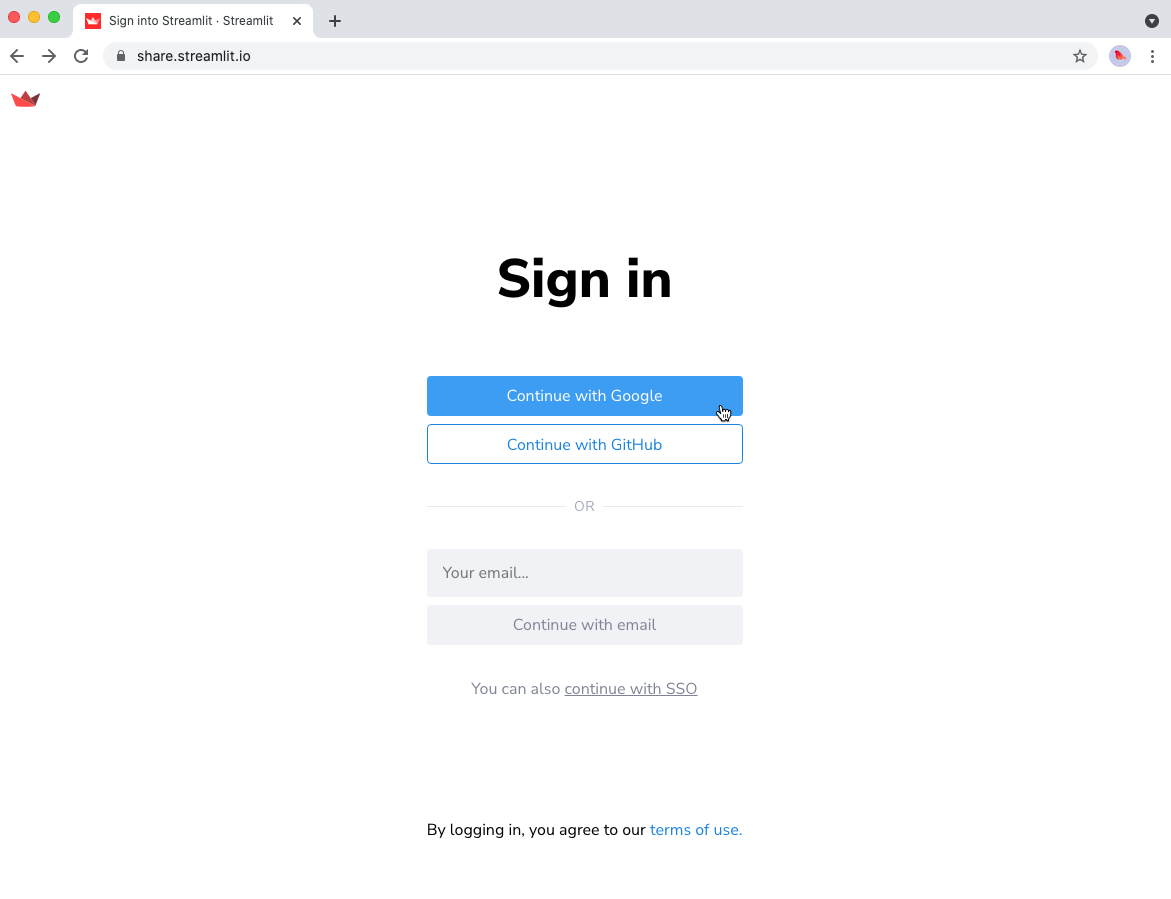 Sign into Streamlit · Streamlit
share.streamlit.io
Sign in
Continue with Google
Continue with GitHub
OR
Your email...
Continue with email
You can also continue with SSO
By logging in, you agree to our terms of use.